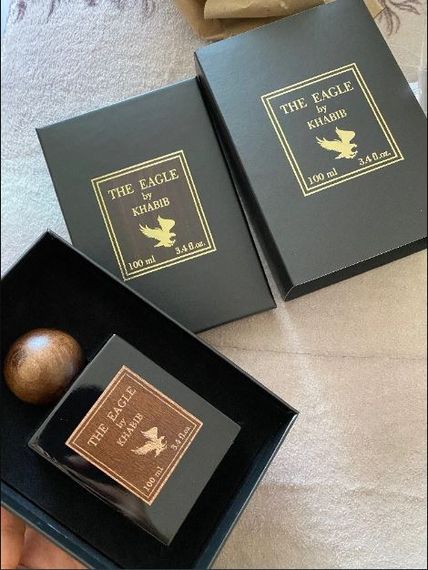 THE EAGLE
by
KHABIB
100 ml 3.4 fl.oz.
THE EAGLE
by
KHABIB
100 ml 3.4 fl.oz.
THE EAGLE
by
KHABIB
100 ml 3.4 fl.oz.